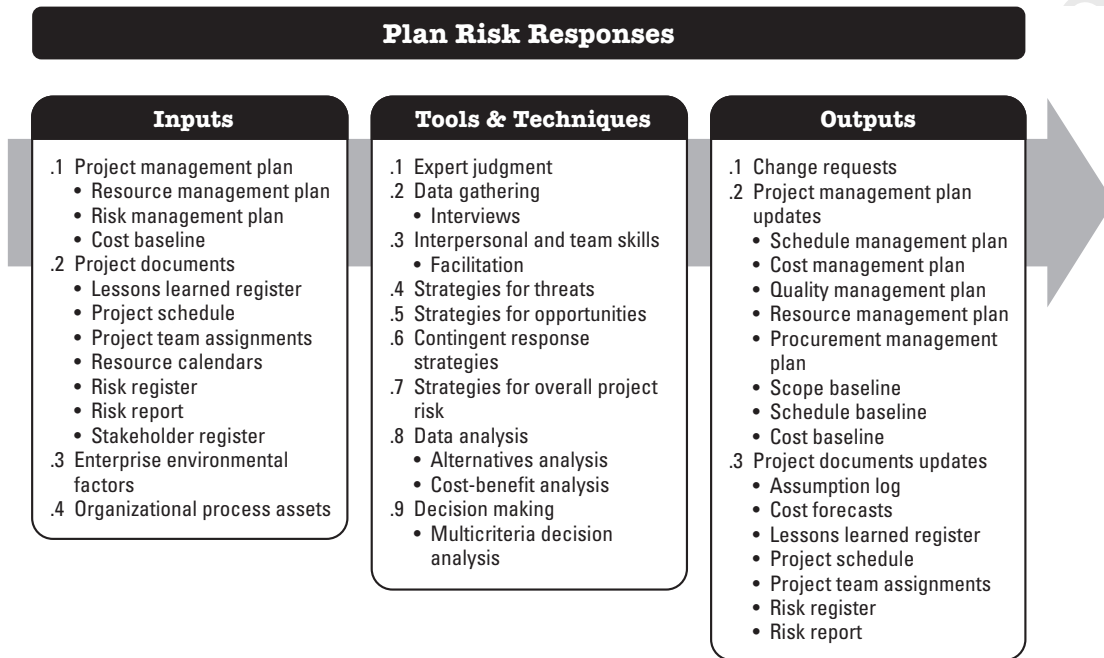 Plan Risk Responses
Inputs
.1 Project management plan
• Resource management plan
• Risk management plan
• Cost baseline
.2 Project documents
• Lessons learned register
• Project schedule
• Project team assignments
• Resource calendars
• Risk register
• Risk report
• Stakeholder register
.3 Enterprise environmental
factors
.4 Organizational process assets
Tools & Techniques
.1 Expert judgment
.2 Data gathering
• Interviews
.3 Interpersonal and team skills
• Facilitation
.4 Strategies for threats
.5 Strategies for opportunities
.6 Contingent response
strategies
.7 Strategies for overall project
risk
.8 Data analysis
• Alternatives analysis
• Cost-benefit analysis
.9 Decision making
• Multicriteria decision
analysis
Outputs
.1 Change requests
.2 Project management plan
updates
• Schedule management plan
• Cost management plan
• Quality management plan
• Resource management plan
• Procurement management
plan
• Scope baseline
• Schedule baseline
• Cost baseline
.3 Project documents updates
• Assumption log
• Cost forecasts
• Lessons learned register
• Project schedule
• Project team assignments
• Risk register
• Risk report